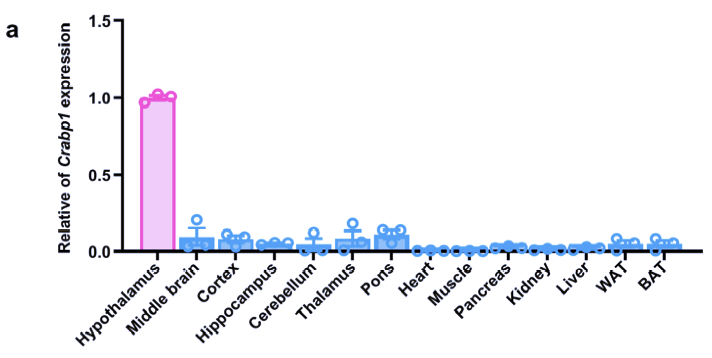 a
Relative of Crabp1 expression
1.5
1.0
0.5
0.0
Hypothalamus
Middle brain
Cortex
Hippocampus
Cerebellum
Thalamus
Pons
Heart
Muscle
Pancreas
Kidney
Liver
WAT
BAT